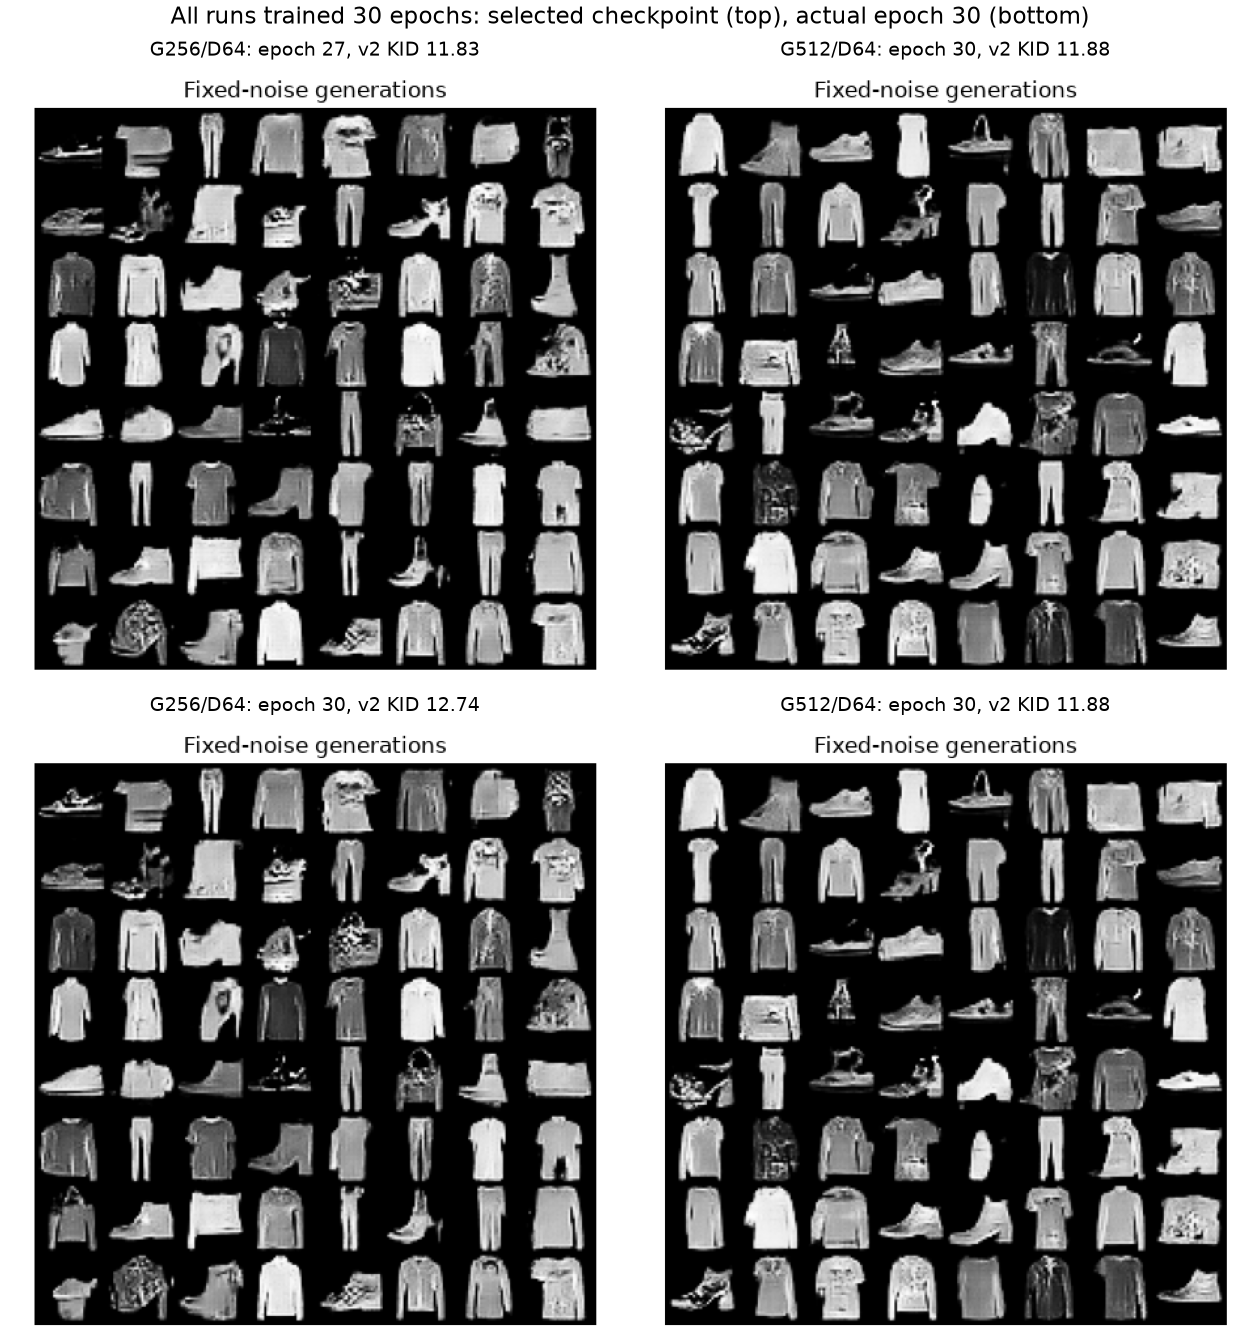 All runs trained 30 epochs: selected checkpoint (top), actual epoch 30 (bottom)
G256/D64: epoch 27, v2 KID 11.83
G512/D64: epoch 30, v2 KID 11.88
Fixed-noise generations
Fixed-noise generations
G256/D64: epoch 30, v2 KID 12.74
G512/D64: epoch 30, v2 KID 11.88
Fixed-noise generations
Fixed-noise generations